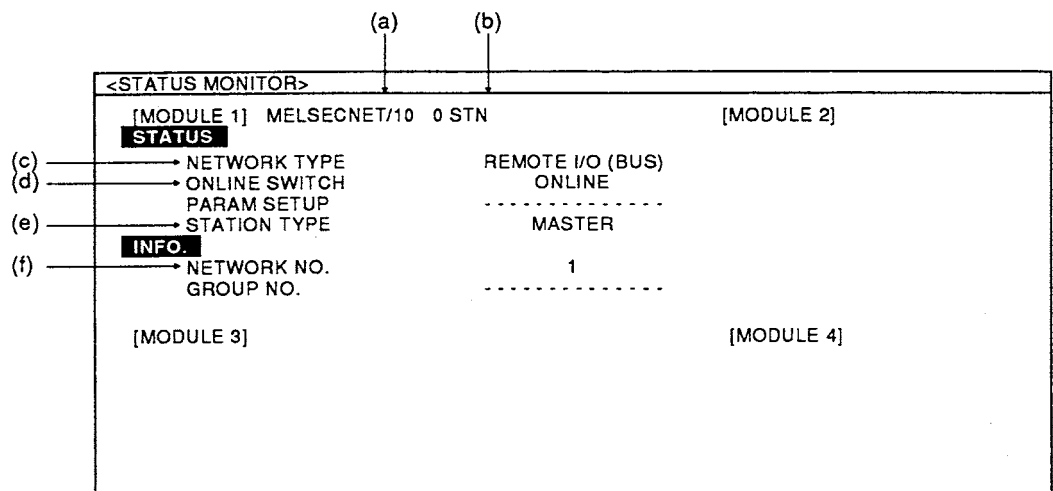 (a) (b)
<STATUS MONITOR>
[MODULE 1] MELSECNET/10 0 STN [MODULE 2]
STATUS
(c) NETWORK TYPE REMOTE I/O (BUS)
(d) ONLINE SWITCH ONLINE
PARAM SETUP - - - - - - - - - - - - - -
(e) STATION TYPE MASTER
INFO.
(f) NETWORK NO. 1
GROUP NO. - - - - - - - - - - - - - -
[MODULE 3] [MODULE 4]